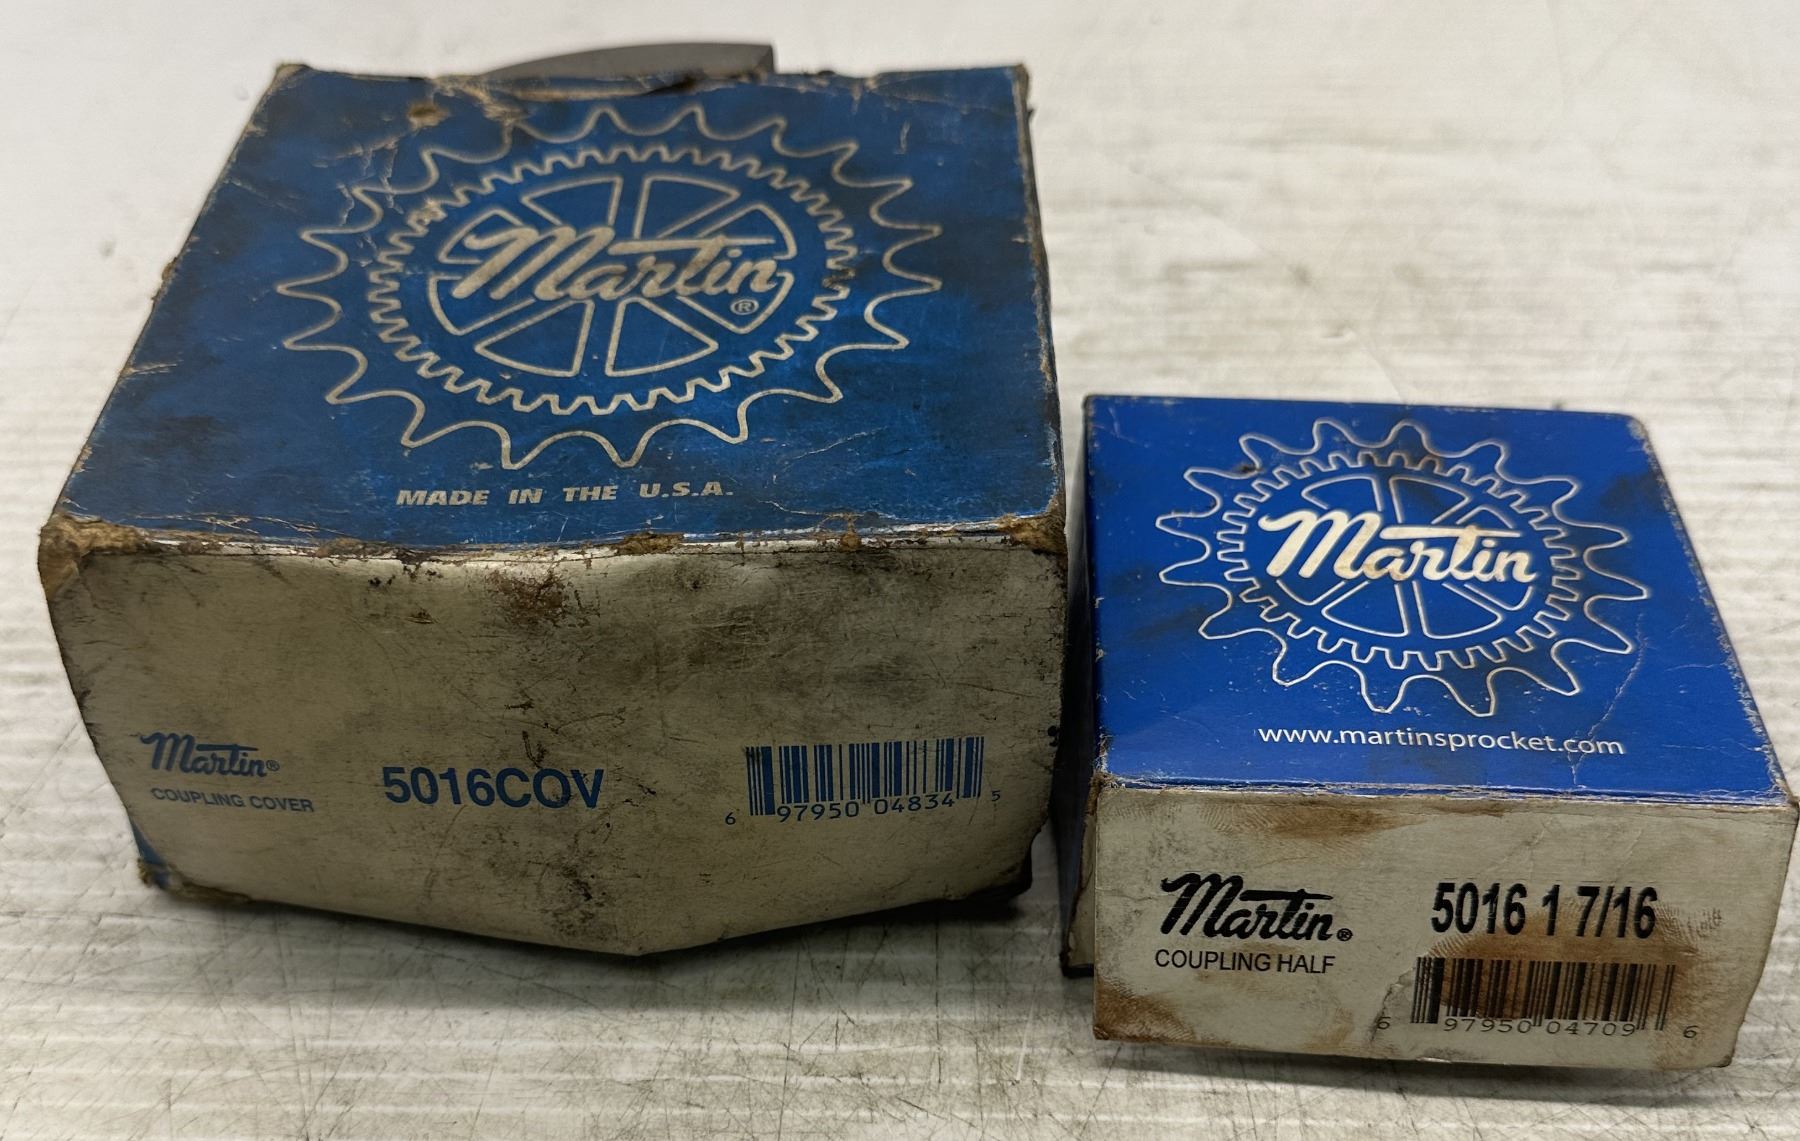 Martin®
MADE IN THE U.S.A.
Martin®
COUPLING COVER
5016COV
6 97950 04834 5
Martin
www.martinsprocket.com
Martin®
COUPLING HALF
5016 1 7/16
6 97950 04709 6